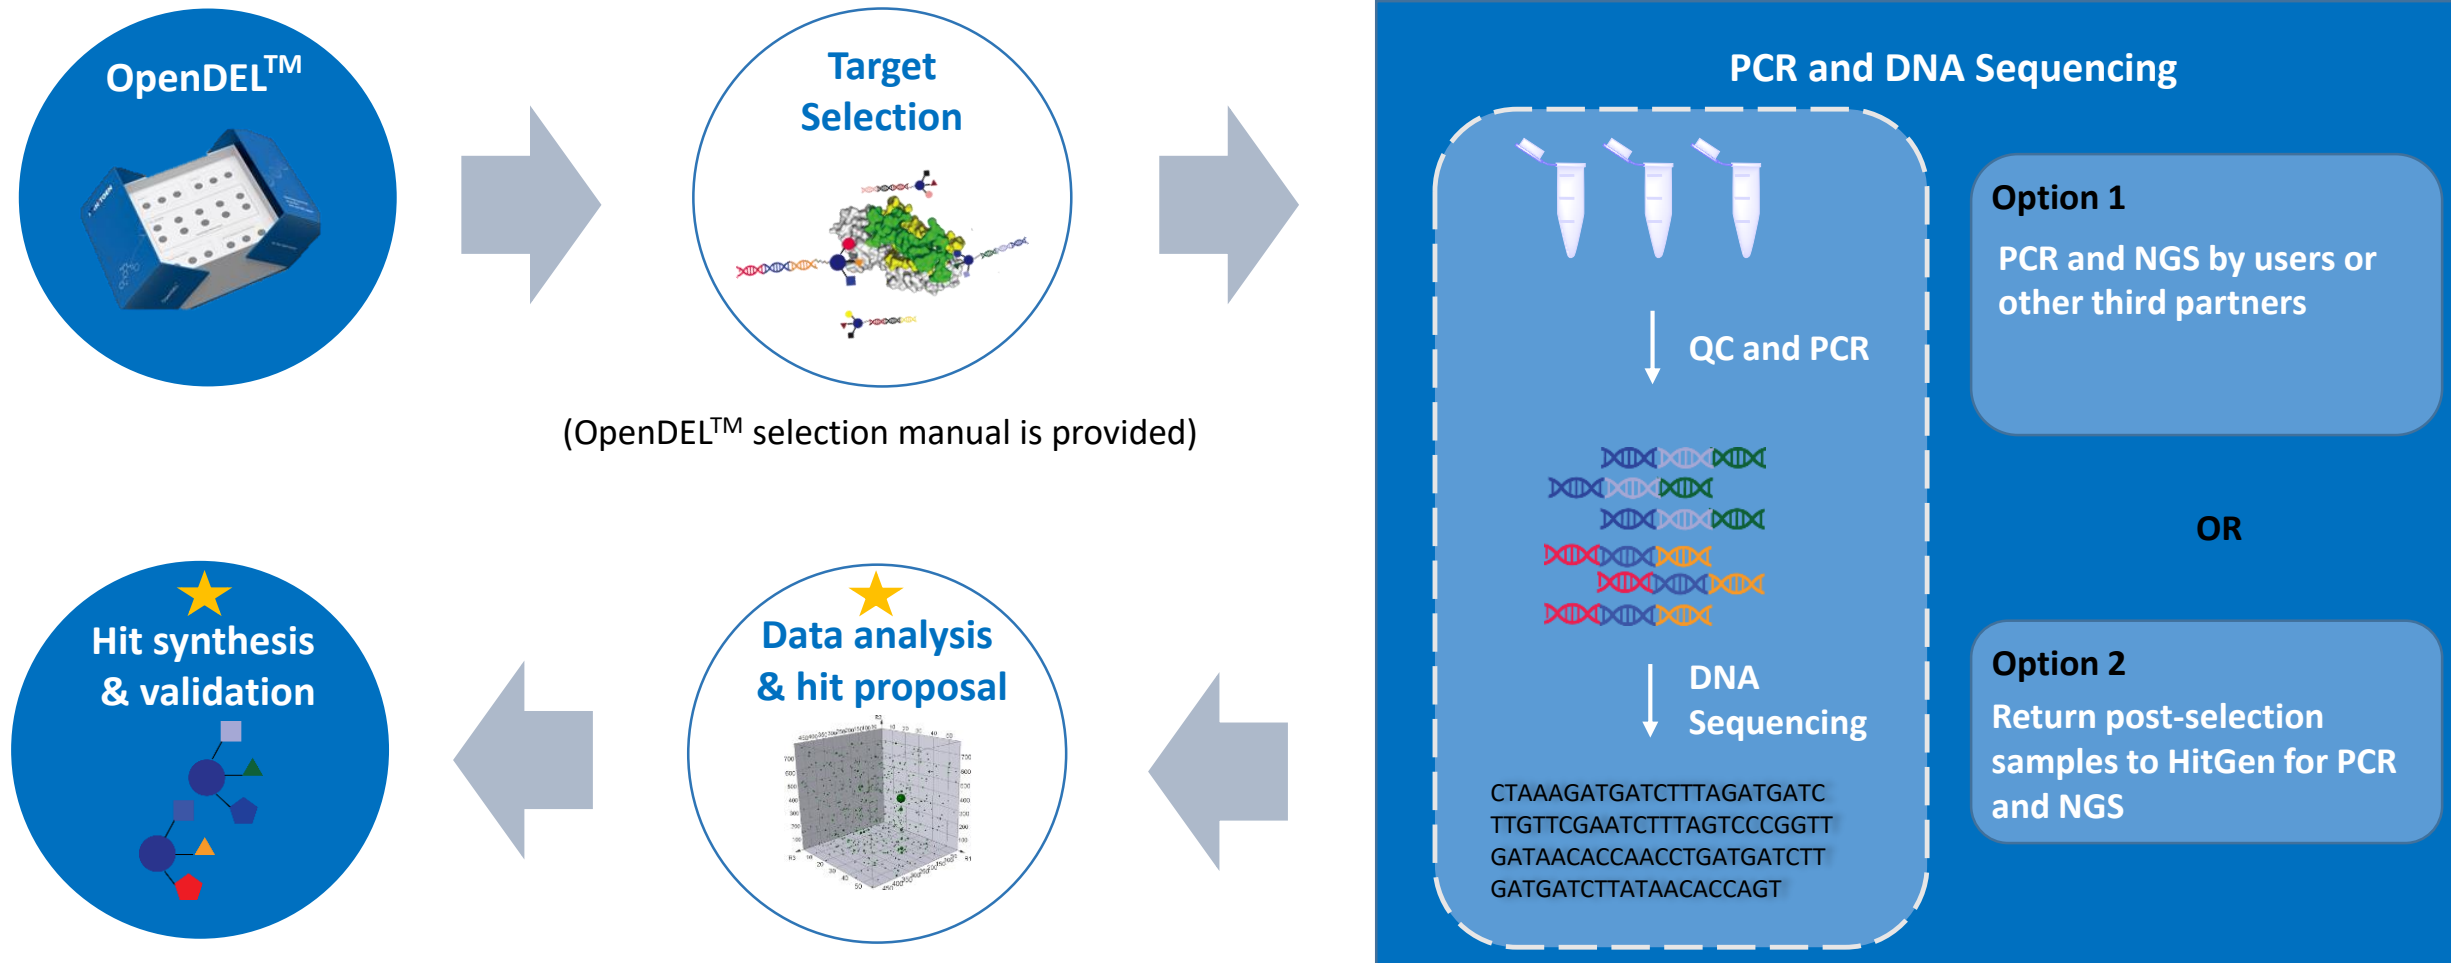 OpenDEL™
OpenDEL™
Target
Selection
(OpenDEL™ selection manual is provided)
PCR and DNA Sequencing
QC and PCR
DNA
Sequencing
CTAAAGATGATCTTTAGATGATC
TTGTTCGAATCTTTAGTCCCGGTT
GATAACACCAACCTGATGATCTT
GATGATCTTATAACACCAGT
Option 1
PCR and NGS by users or
other third partners
OR
Option 2
Return post-selection
samples to HitGen for PCR
and NGS
Data analysis
& hit proposal
Hit synthesis
& validation